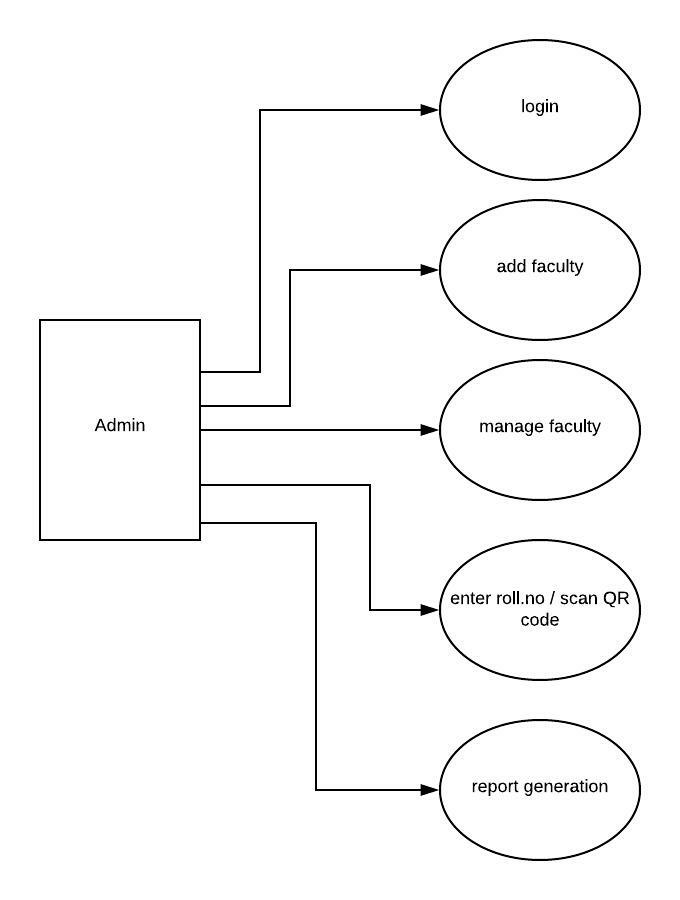 login
add faculty
Admin
manage faculty
enter roll.no / scan QR
code
report generation